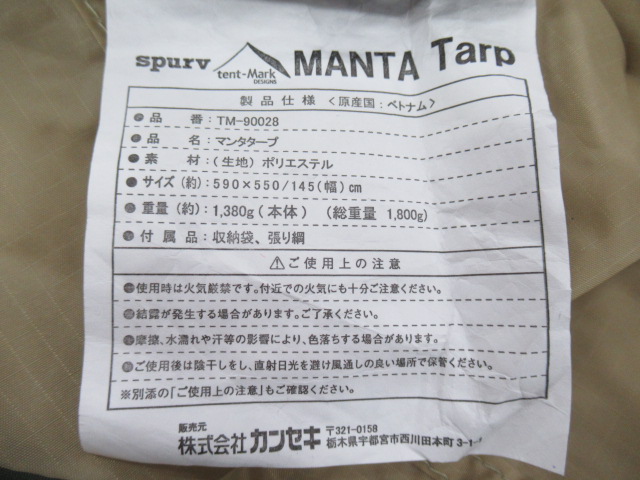 spurv tent-Mark DESIGNS MANTA Tarp
製品仕様 〈原産国：ベトナム〉
●品 番：TM-90028
●品 名：マンタタープ
●素 材：(生地) ポリエステル
●サイズ(約)：590×550/145(幅)cm
●重量(約)：1,380g(本体) (総重量 1,800g)
●付属品：収納袋、張り綱
⚠ご使用上の注意
●使用時は火気厳禁です。付近での火気にも十分ご注意ください。
●結露が発生する場合があります。ご了承ください。
●摩擦、水濡れや汗等の影響により、色落ちする場合があります。
●ご使用後は陰干しをし、直射日光を避け風通しの良い場所で保管ください。
※別添の「ご使用上の注意」もご確認ください。
販売元
株式会社カンセキ 〒321-0158
栃木県宇都宮市西川田本町3-1-